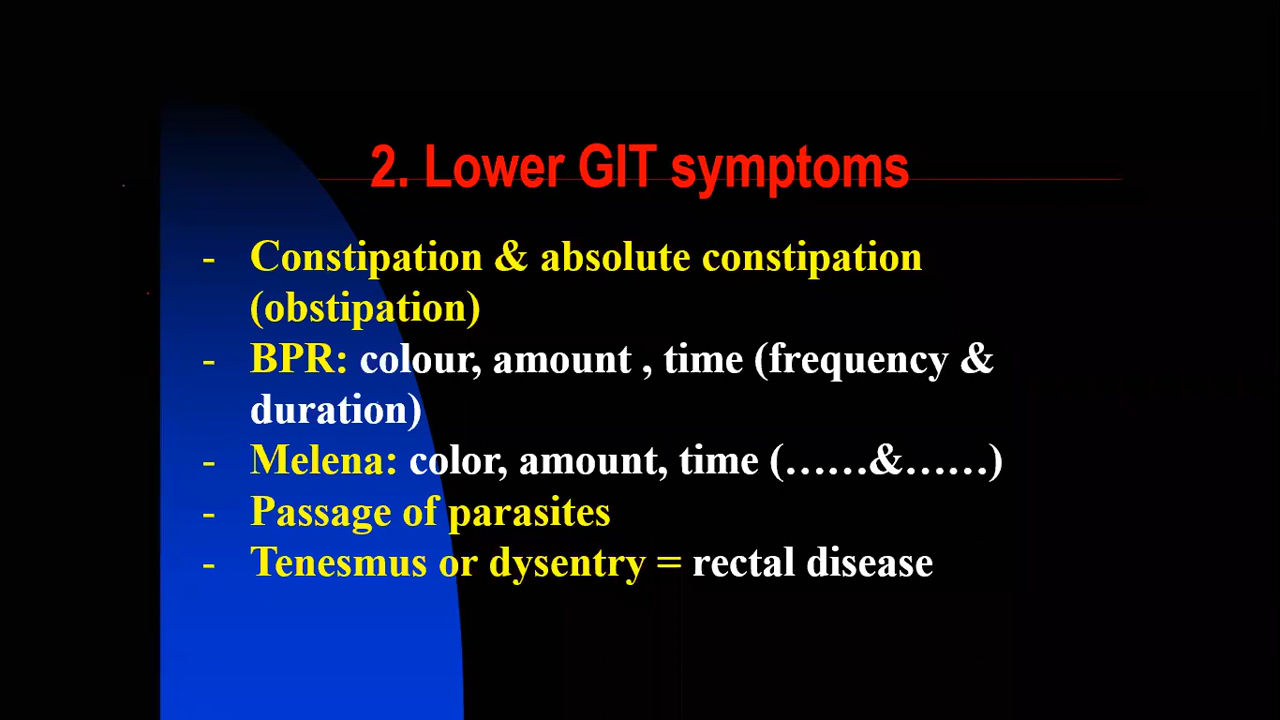 2. Lower GIT symptoms
- Constipation & absolute constipation
(obstipation)
- BPR: colour, amount , time (frequency &
duration)
- Melena: color, amount, time (……&……)
- Passage of parasites
- Tenesmus or dysentry = rectal disease